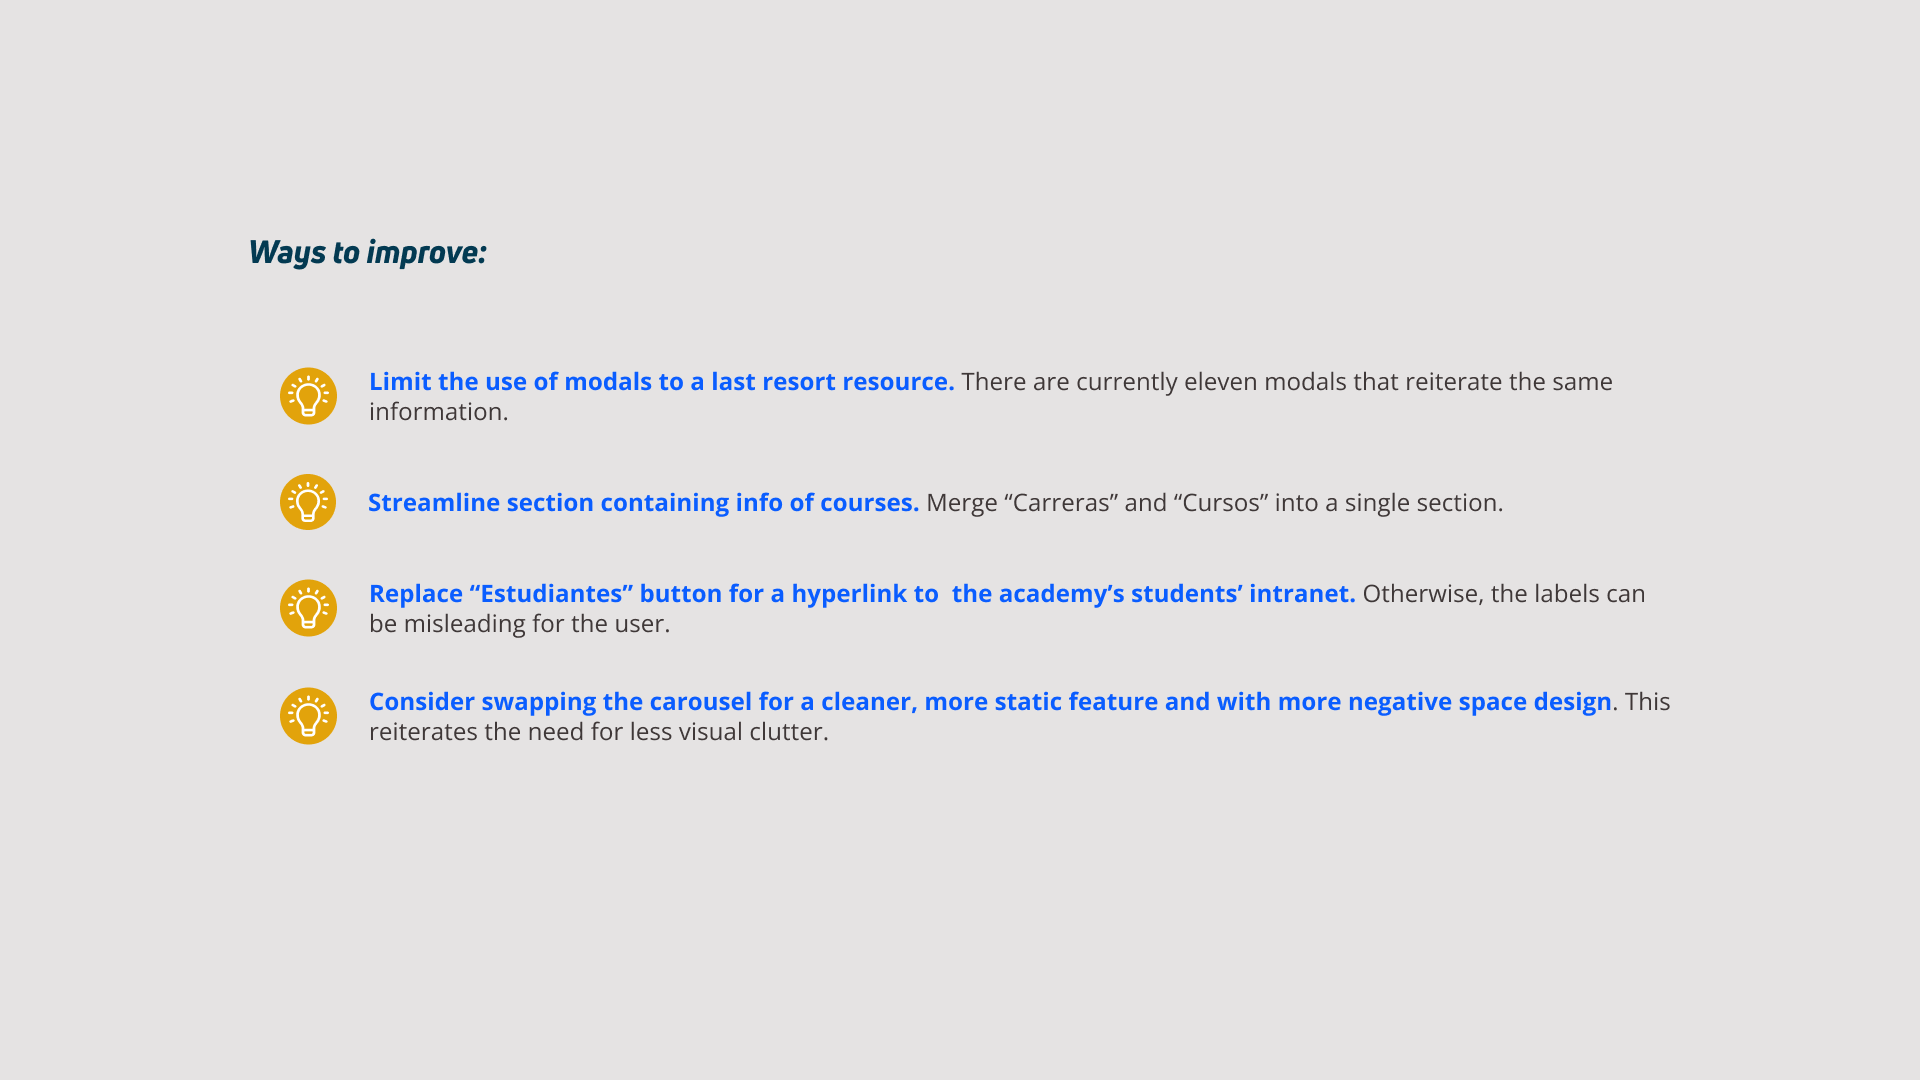 Ways to improve:
Limit the use of modals to a last resort resource. There are currently eleven modals that reiterate the same
information.
Streamline section containing info of courses. Merge “Carreras” and “Cursos” into a single section.
Replace “Estudiantes” button for a hyperlink to  the academy’s students’ intranet. Otherwise, the labels can
be misleading for the user.
Consider swapping the carousel for a cleaner, more static feature and with more negative space design. This
reiterates the need for less visual clutter.